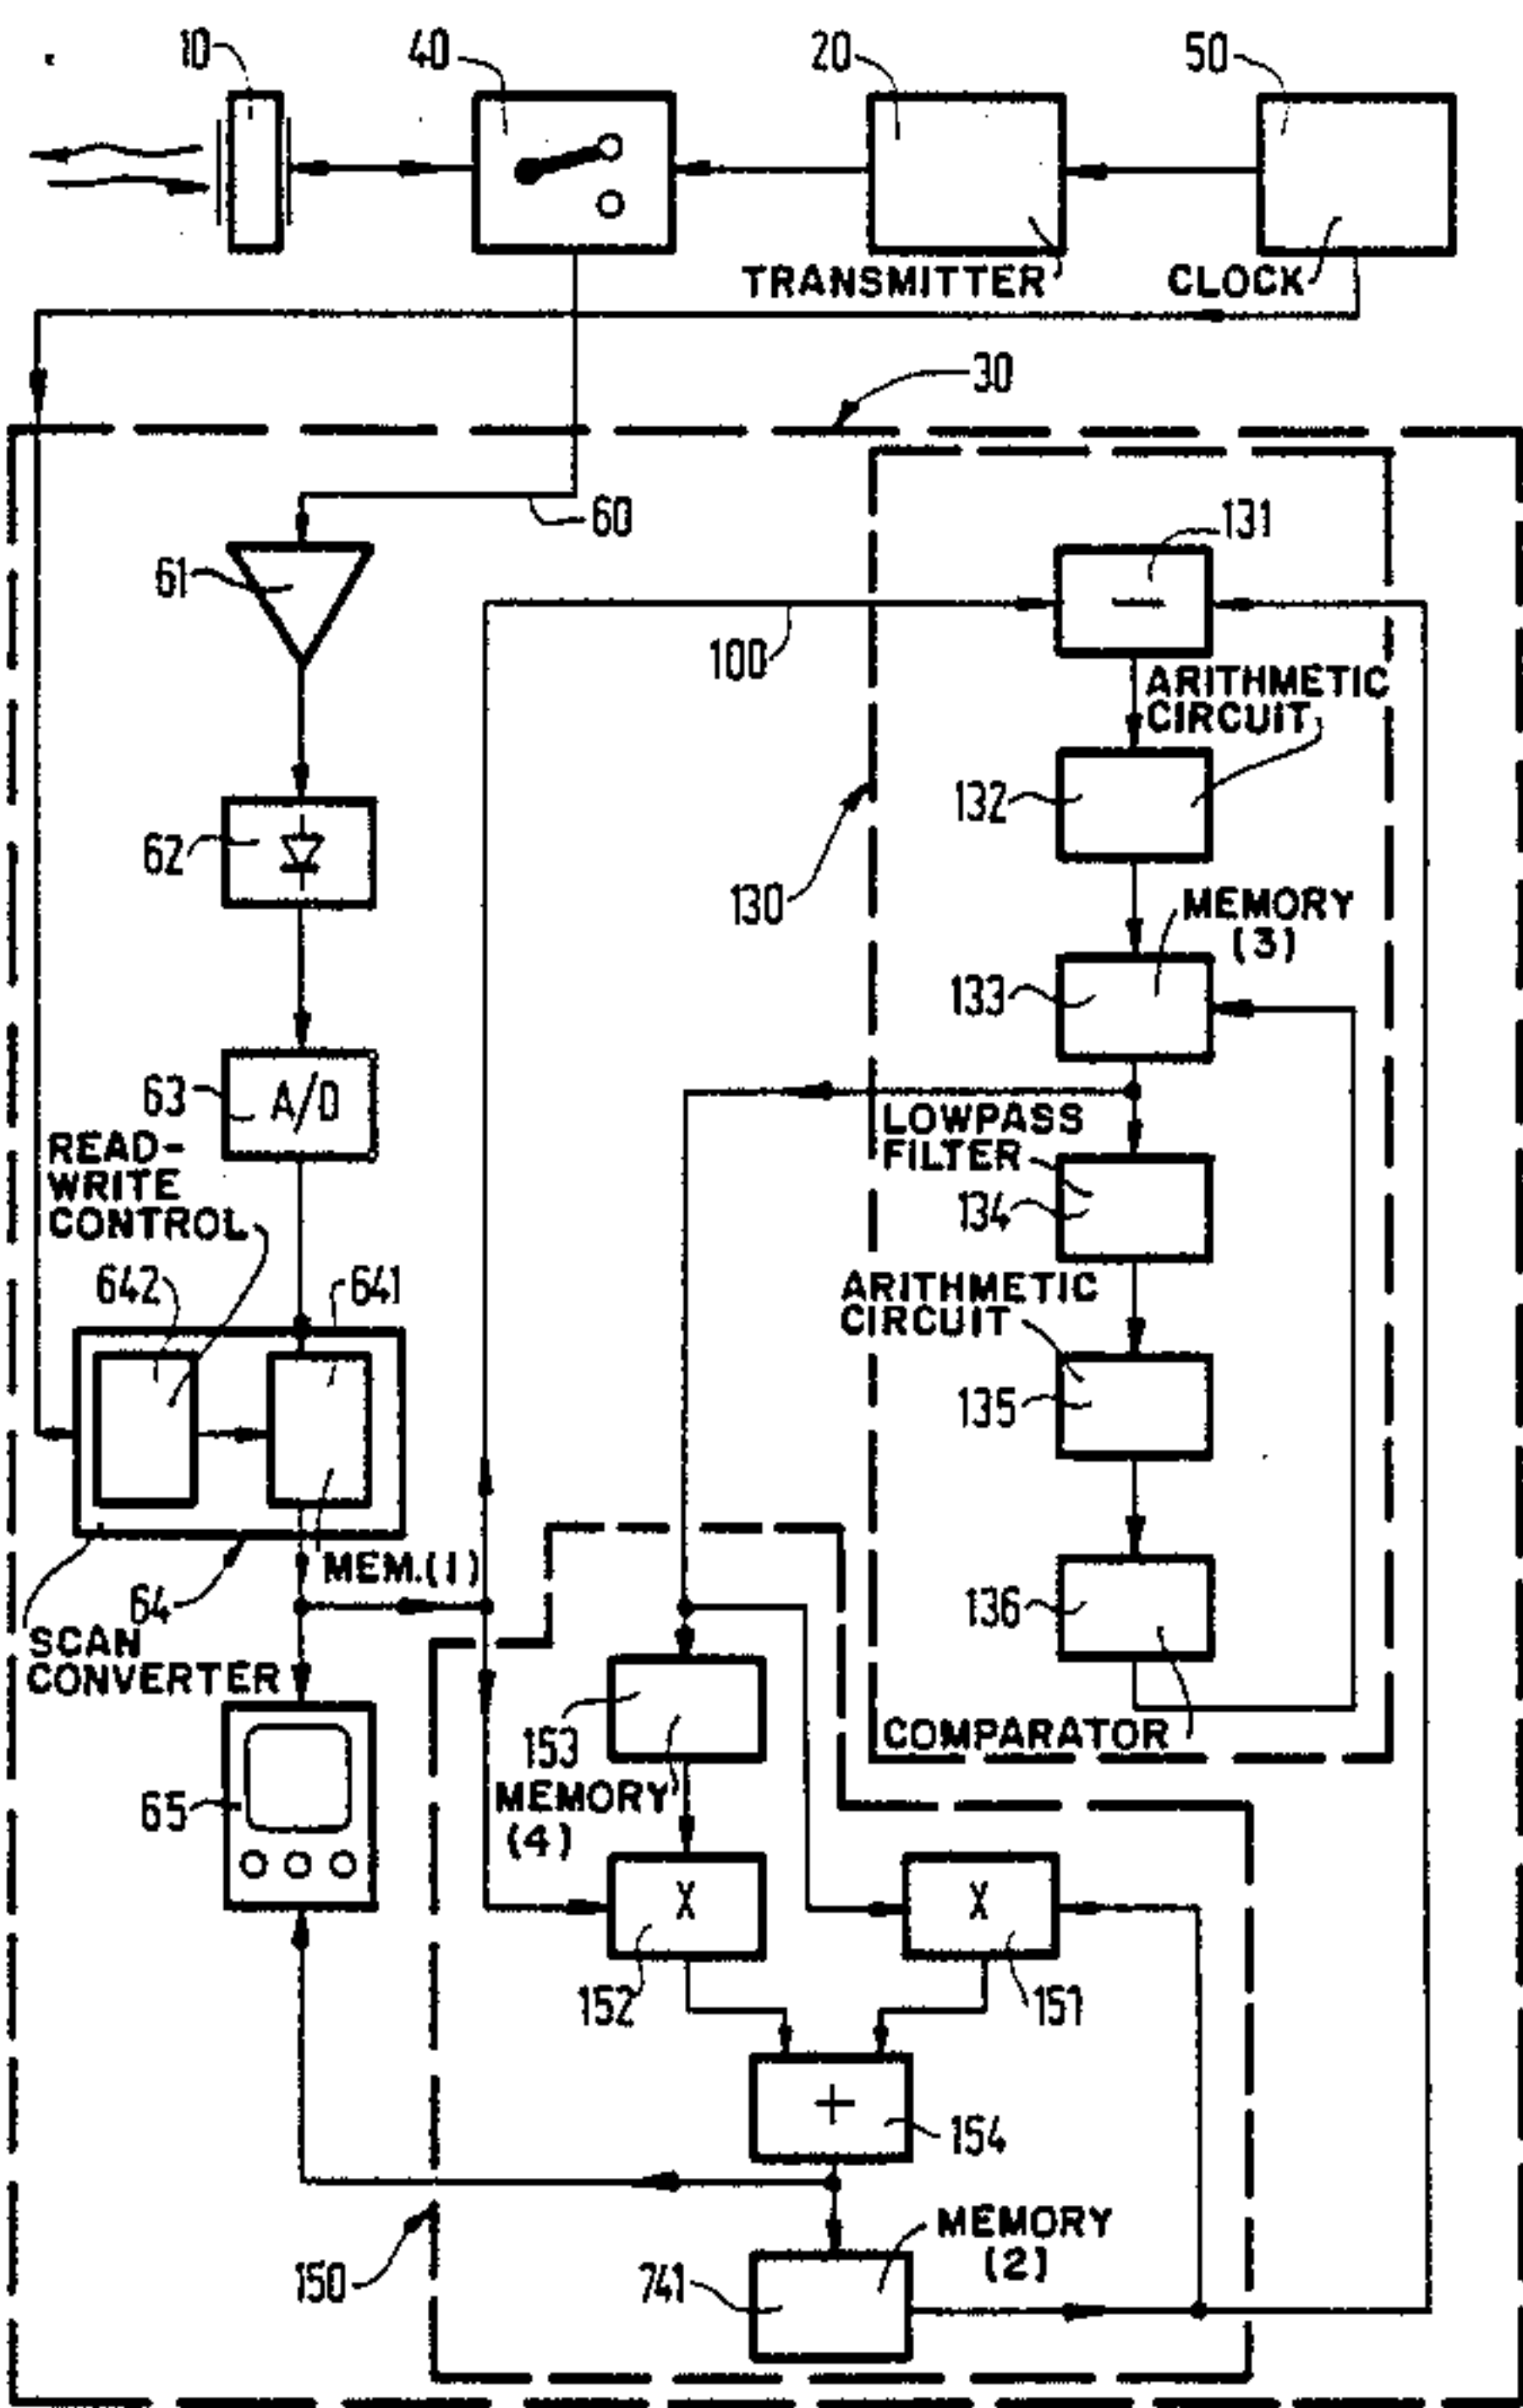 10
40
20
50
TRANSMITTER
CLOCK
30
60
61
131
100
ARITHMETIC
CIRCUIT
132
62
130
MEMORY
(3)
133
63
A/D
LOWPASS
FILTER
134
READ-
WRITE
CONTROL
642
641
ARITHMETIC
CIRCUIT
135
MEM.(1)
64
136
SCAN
CONVERTER
153
COMPARATOR
MEMORY
(4)
65
X
X
152
151
+
154
MEMORY
(2)
150
741